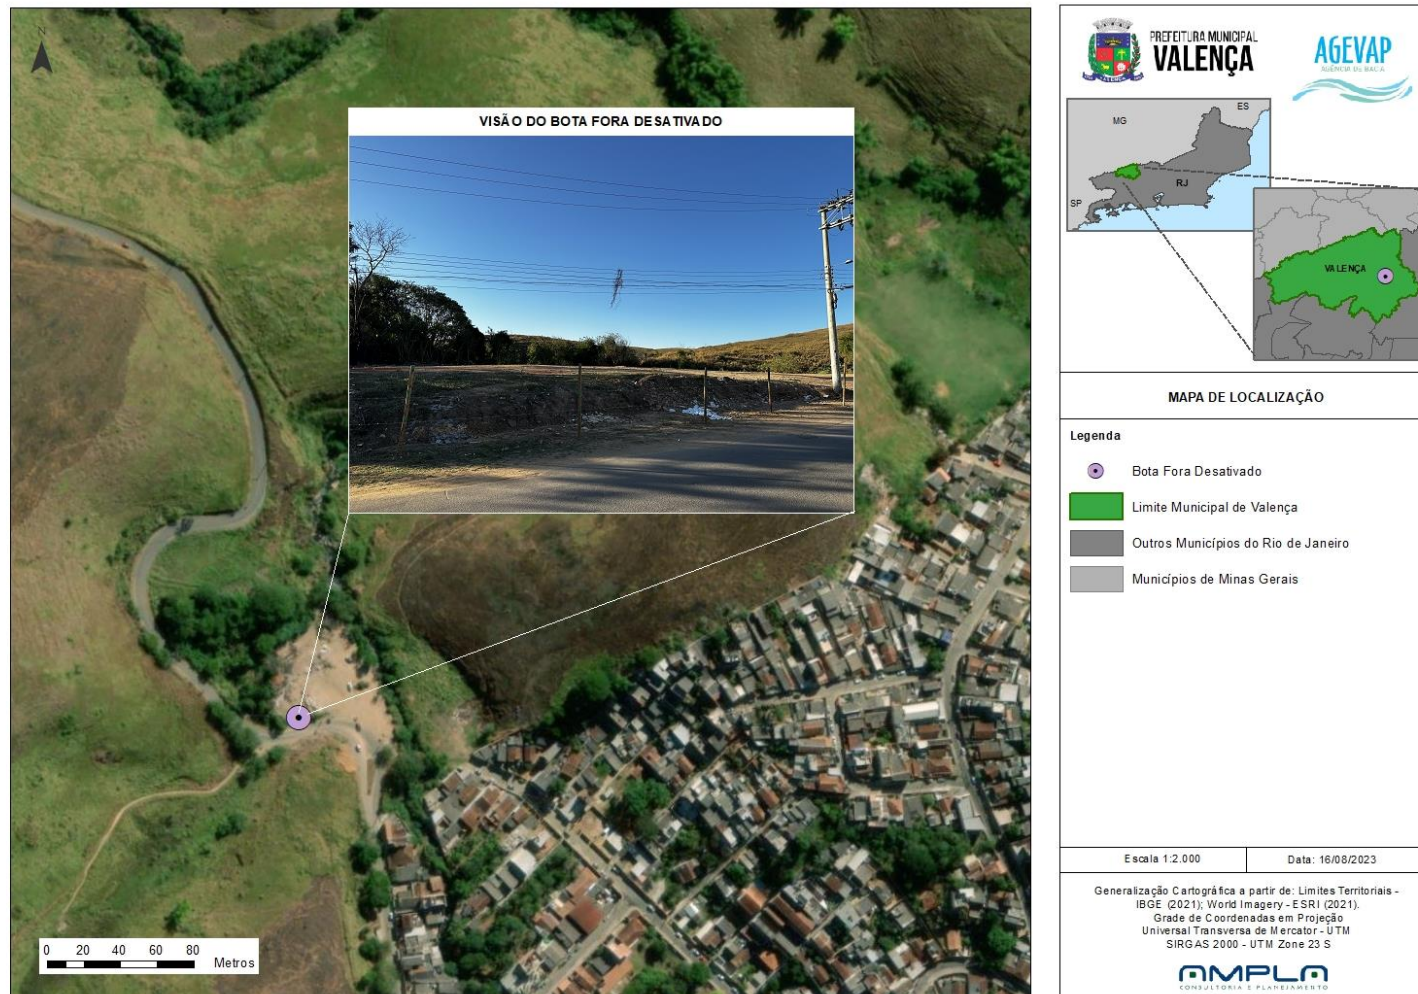 N
VISÃO DO BOTA FORA DESATIVADO
0 20 40 60 80
Metros
PREFEITURA MUNICIPAL
VALENÇA
AGEVAP
AGÊNCIA DE BACIA
MG
ES
RJ
SP
VALENÇA
MAPA DE LOCALIZAÇÃO
Legenda
Bota Fora Desativado
Limite Municipal de Valença
Outros Municípios do Rio de Janeiro
Municípios de Minas Gerais
Escala 1:2.000
Data: 16/08/2023
Generalização Cartográfica a partir de: Limites Territoriais -
IBGE (2021); World Imagery - ESRI (2021).
Grade de Coordenadas em Projeção
Universal Transversa de Mercator - UTM
SIRGAS 2000 - UTM Zone 23 S
AMPLA
CONSULTORIA E PLANEJAMENTO